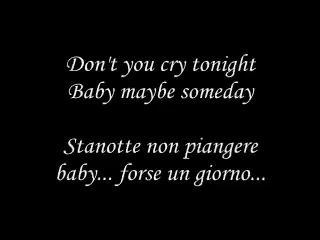 Don't you cry tonight
Baby maybe someday
Stanotte non piangere
baby... forse un giorno...